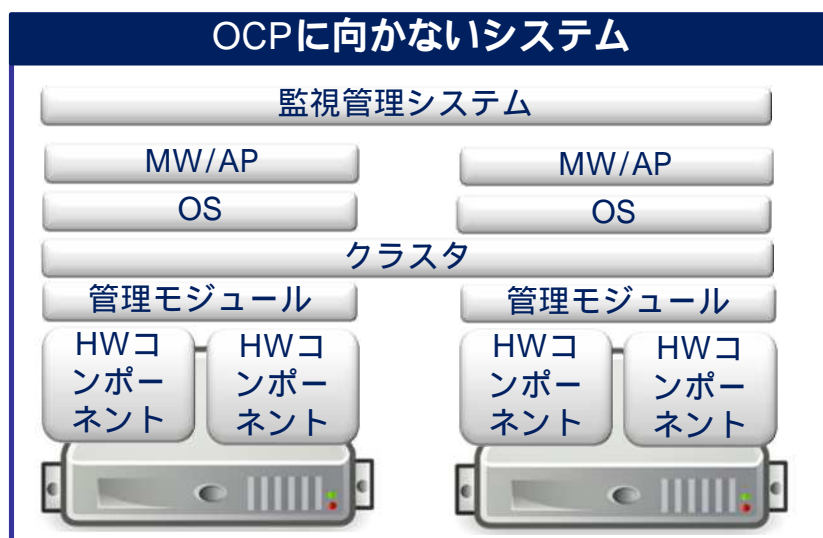 OCPに向かないシステム
監視管理システム
MW/AP
MW/AP
OS
OS
クラスタ
管理モジュール
管理モジュール
HWコ
ンポー
ネント
HWコ
ンポー
ネント
HWコ
ンポー
ネント
HWコ
ンポー
ネント